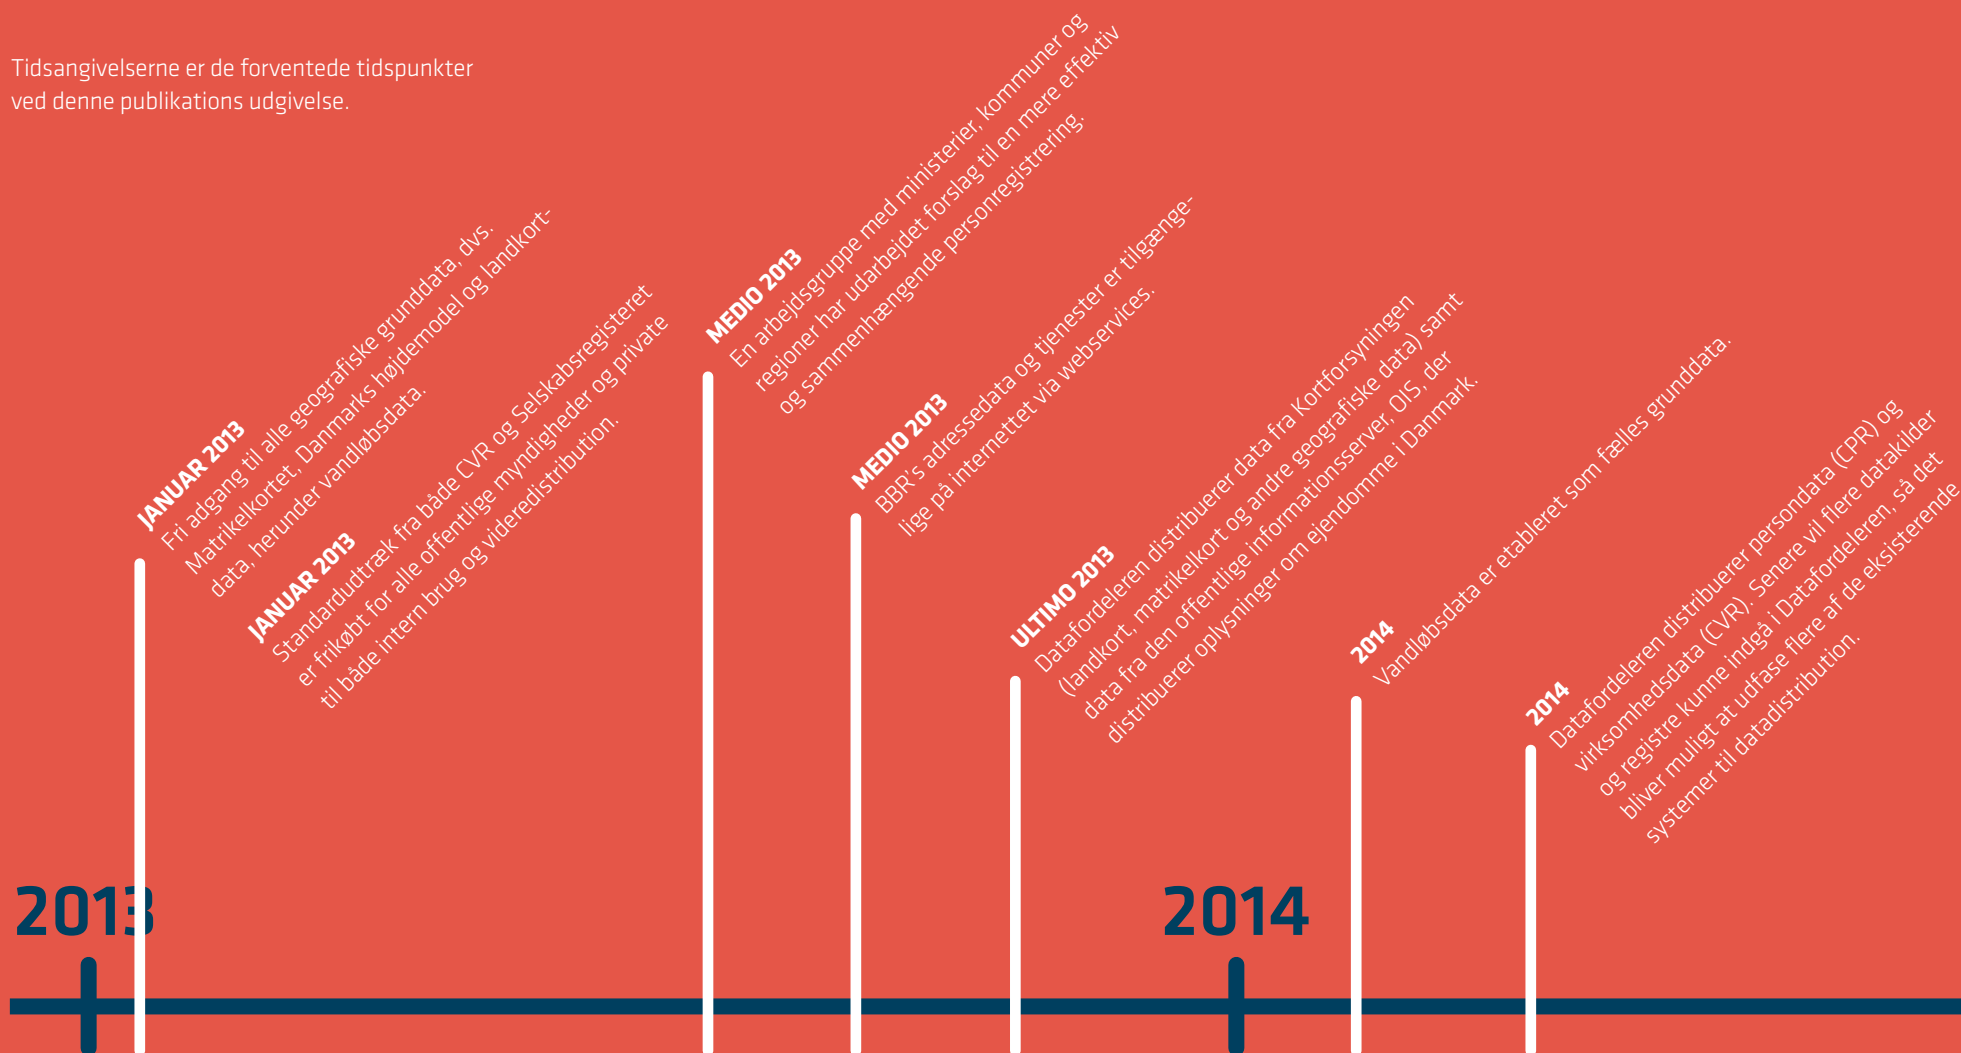 Tidsangivelserne er de forventede tidspunkter
ved denne publikations udgivelse.
JANUAR 2013
Fri adgang til alle geografiske grunddata, dvs.
Matrikelkortet, Danmarks højdemodel og landkort-
data, herunder vandløbsdata.
JANUAR 2013
Standardudtræk fra både CVR og Selskabsregisteret
er frikøbt for alle offentlige myndigheder og private
til både intern brug og videredistribution.
MEDIO 2013
En arbejdsgruppe med ministerier, kommuner og
regioner har udarbejdet forslag til en mere effektiv
og sammenhængende personregistrering.
MEDIO 2013
BBR's adressedata og tjenester er tilgænge-
lige på internettet via webservices.
ULTIMO 2013
Datafordeleren distribuerer data fra Kortforsyningen
(landkort, matrikelkort og andre geografiske data) samt
data fra den offentlige informationsserver, OIS, der
distribuerer oplysninger om ejendomme i Danmark.
2014
Vandløbsdata er etableret som fælles grunddata.
2014
Datafordeleren distribuerer persondata (CPR) og
virksomhedsdata (CVR). Senere vil flere datakilder
og registre kunne indgå i Datafordeleren, så det
bliver muligt at udfase flere af de eksisterende
systemer til datadistribution.
2013
2014